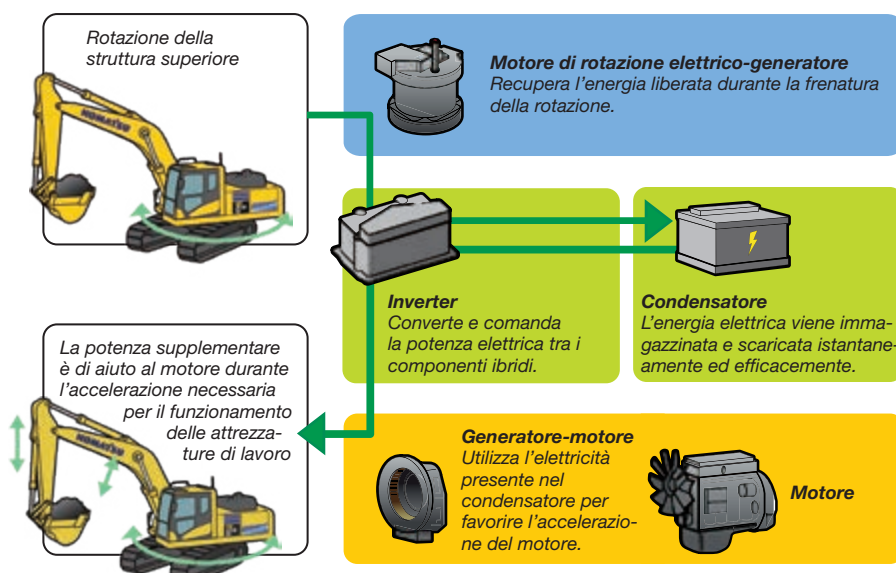 Rotazione della
struttura superiore
KOMATSU
Motore di rotazione elettrico-generatore
Recupera l'energia liberata durante la frenatura
della rotazione.
Inverter
Converte e comanda
la potenza elettrica tra i
componenti ibridi.
Condensatore
L'energia elettrica viene imma-
gazzinata e scaricata istantane-
amente ed efficacemente.
La potenza supplementare
è di aiuto al motore durante
l'accelerazione necessaria
per il funzionamento
delle attrezza-
ture di lavoro
KOMATSU
Generatore-motore
Utilizza l'elettricità
presente nel
condensatore per
favorire l'accelerazio-
ne del motore.
Motore